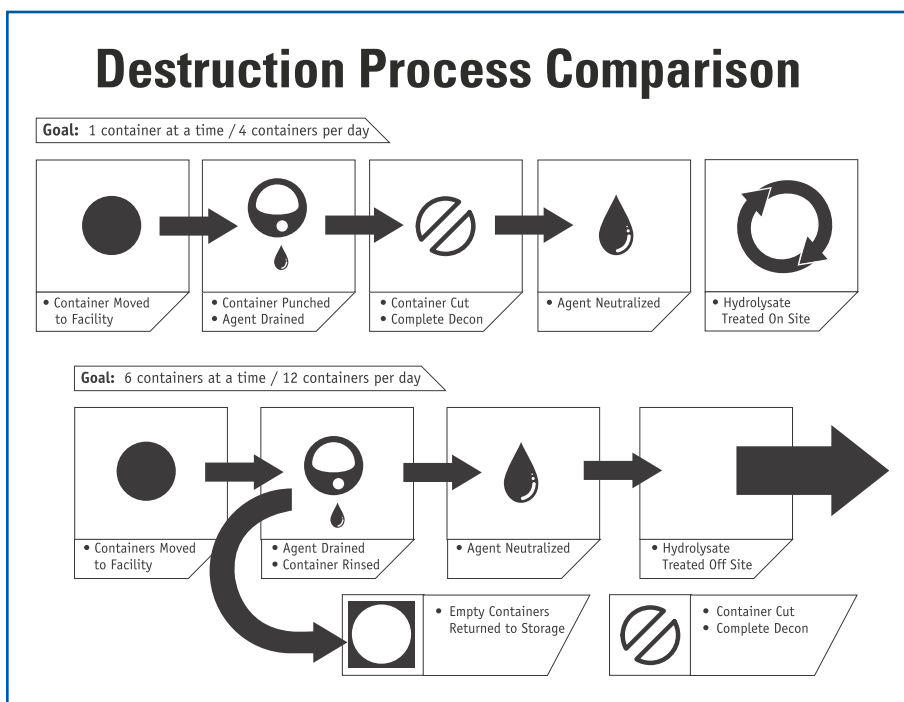 Destruction Process Comparison
Goal: 1 container at a time / 4 containers per day
• Container Moved
to Facility
• Container Punched
• Agent Drained
• Container Cut
• Complete Decon
• Agent Neutralized
• Hydrolysate
Treated On Site
Goal: 6 containers at a time / 12 containers per day
• Containers Moved
to Facility
• Agent Drained
• Container Rinsed
• Agent Neutralized
• Hydrolysate
Treated Off Site
• Empty Containers
Returned to Storage
• Container Cut
• Complete Decon